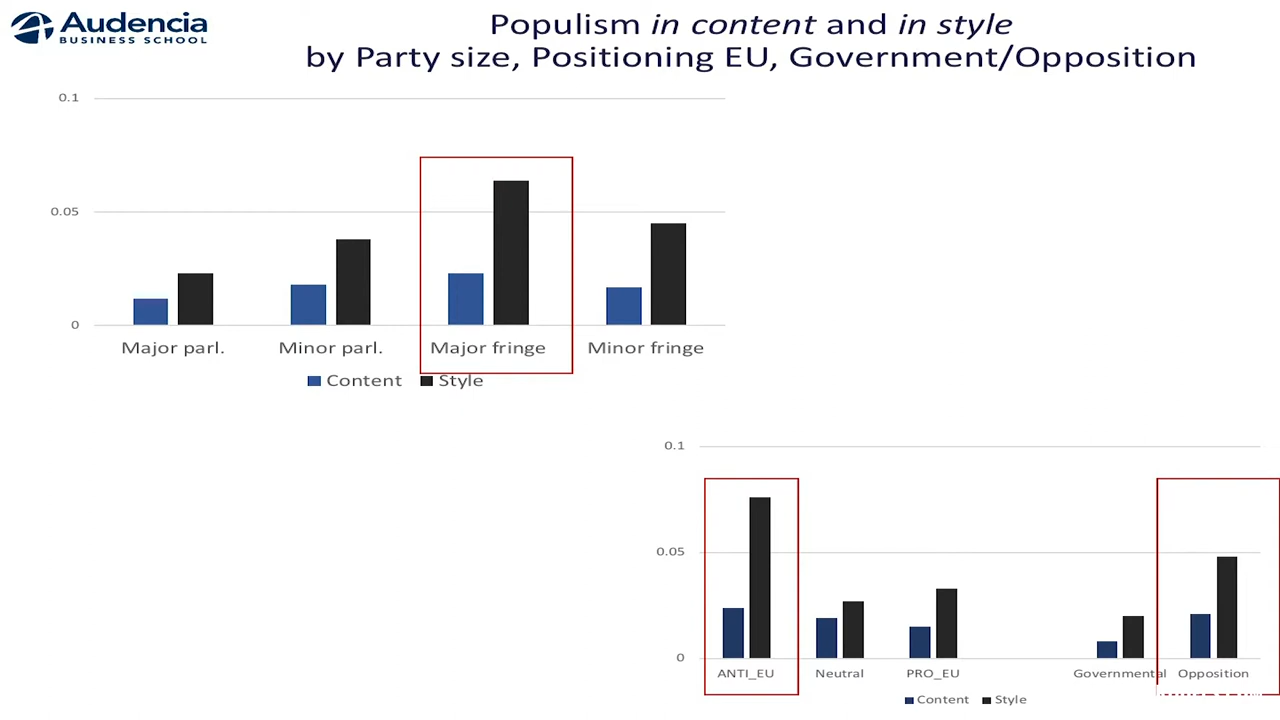 Audencia
BUSINESS SCHOOL
Populism in content and in style
by Party size, Positioning EU, Government/Opposition
0.1
0.05
0
Major parl. Minor parl. Major fringe Minor fringe
Content Style
0.1
0.05
0
ANTI_EU Neutral PRO_EU Governmental Opposition
Content Style